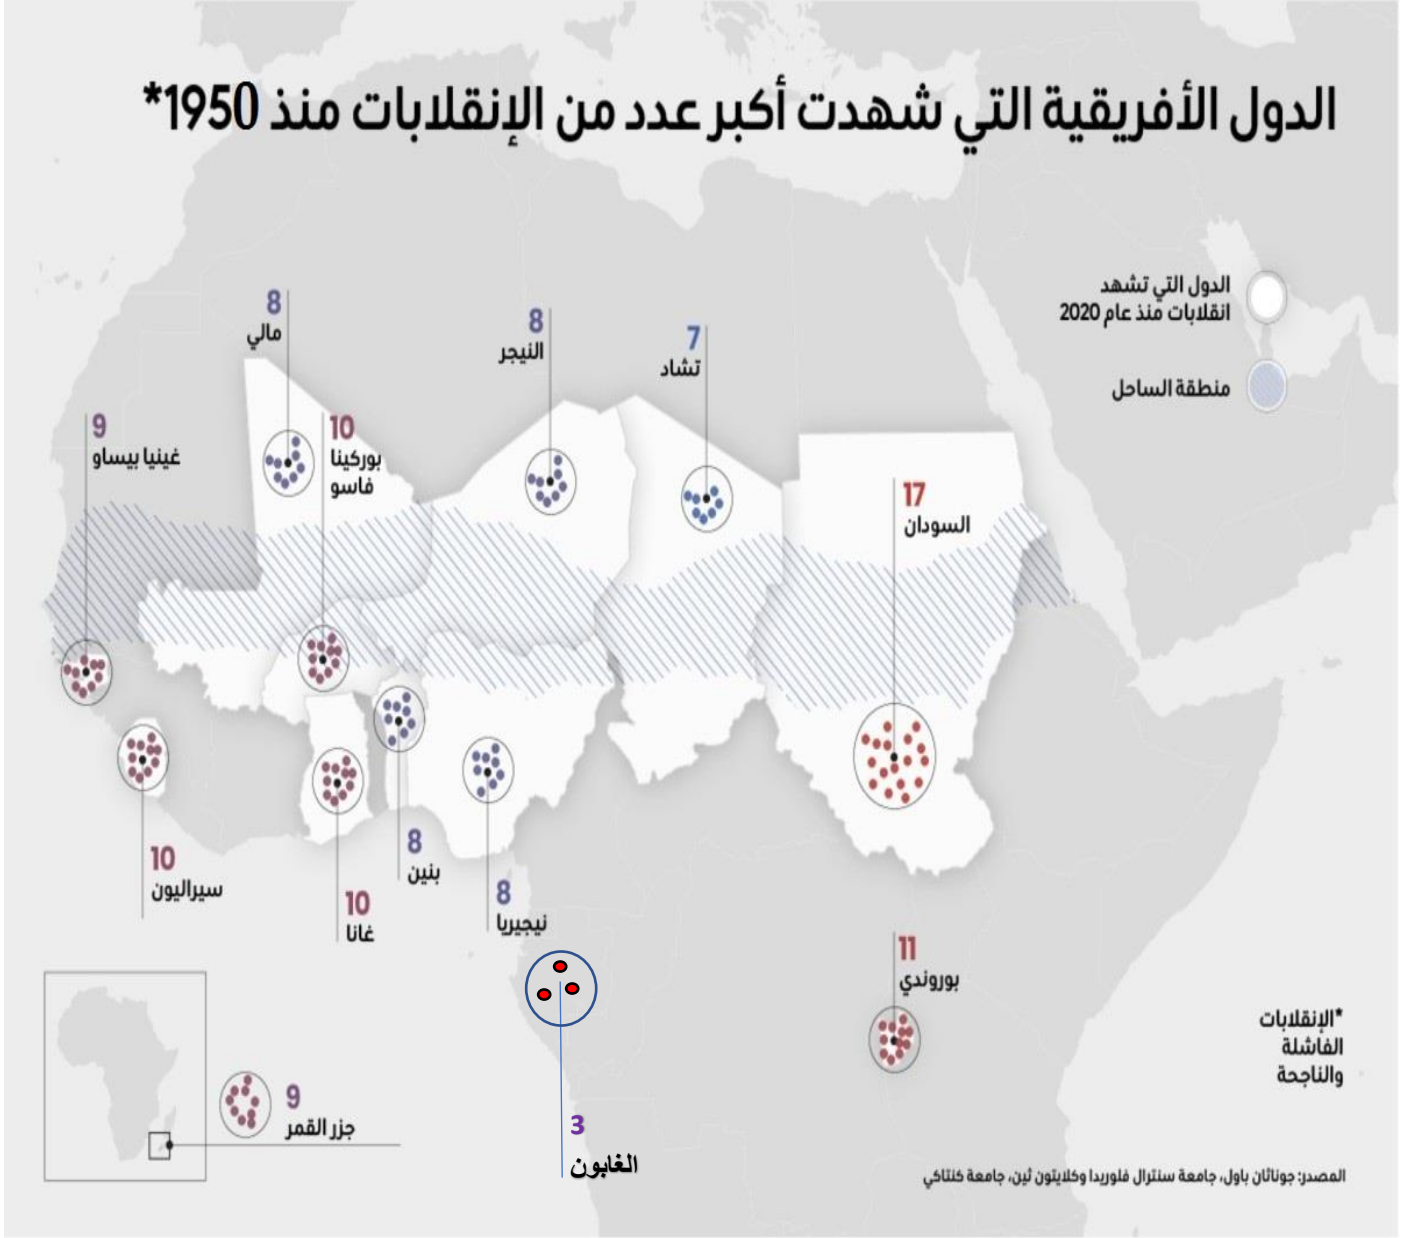 الدول الأفريقية التي شهدت أكبر عدد من الإنقلابات منذ 1950*
الدول التي تشهد
انقلابات منذ عام 2020
منطقة الساحل
8
مالي
8
النيجر
7
تشاد
9
غينيا بيساو
10
بوركينا
فاسو
17
السودان
10
سيراليون
10
غانا
8
بنين
8
نيجيريا
11
بوروندي
3
الغابون
9
جزر القمر
*الإنقلابات
الفاشلة
والناجحة
المصدر: جوناثان باول، جامعة سنترال فلوريدا وكلايتون ثين، جامعة كنتاكي